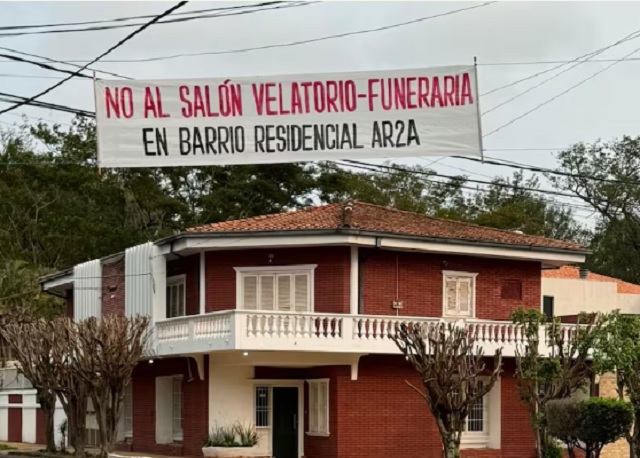 NO AL SALÓN VELATORIO-FUNERARIA
EN BARRIO RESIDENCIAL AR2A